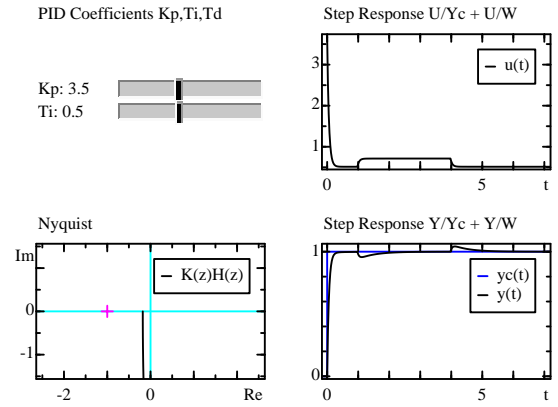 PID Coefficients Kp,Ti,Td
Kp: 3.5
Ti: 0.5
Step Response U/Yc + U/W
3
1
u(t)
0 5 t
Nyquist
Im
0
-1
K(z)H(z)
-2 0 Re
Step Response Y/Yc + Y/W
1
0
yc(t)
y(t)
0 5 t